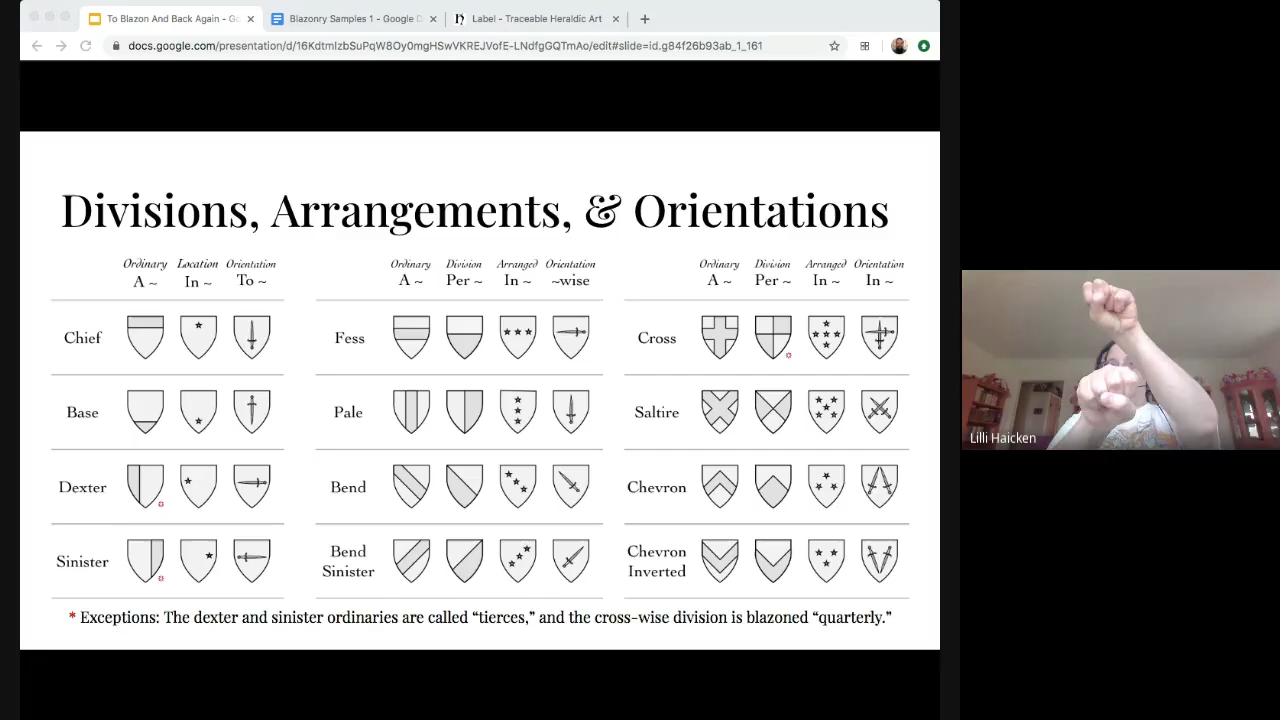 To Blazon And Back Again - Go
Blazonry Samples 1 - Google D
Label - Traceable Heraldic Art
docs.google.com/presentation/d/16KdtmIzbSuPqW8Oy0mgHSwVKREJVofE-LNdfgGQTmAo/edit#slide=id.g84f26b93ab_1_161
Divisions, Arrangements, & Orientations
Ordinary Location Orientation
A ~ In ~ To ~
Chief
Base
Dexter
Sinister
Ordinary Division Arranged Orientation
A ~ Per ~ In ~ ~wise
Fess
Pale
Bend
Bend
Sinister
Ordinary Division Arranged Orientation
A ~ Per ~ In ~ In ~
Cross
Saltire
Chevron
Chevron
Inverted
* Exceptions: The dexter and sinister ordinaries are called “tierces,” and the cross-wise division is blazoned “quarterly.”
Lilli Haicken